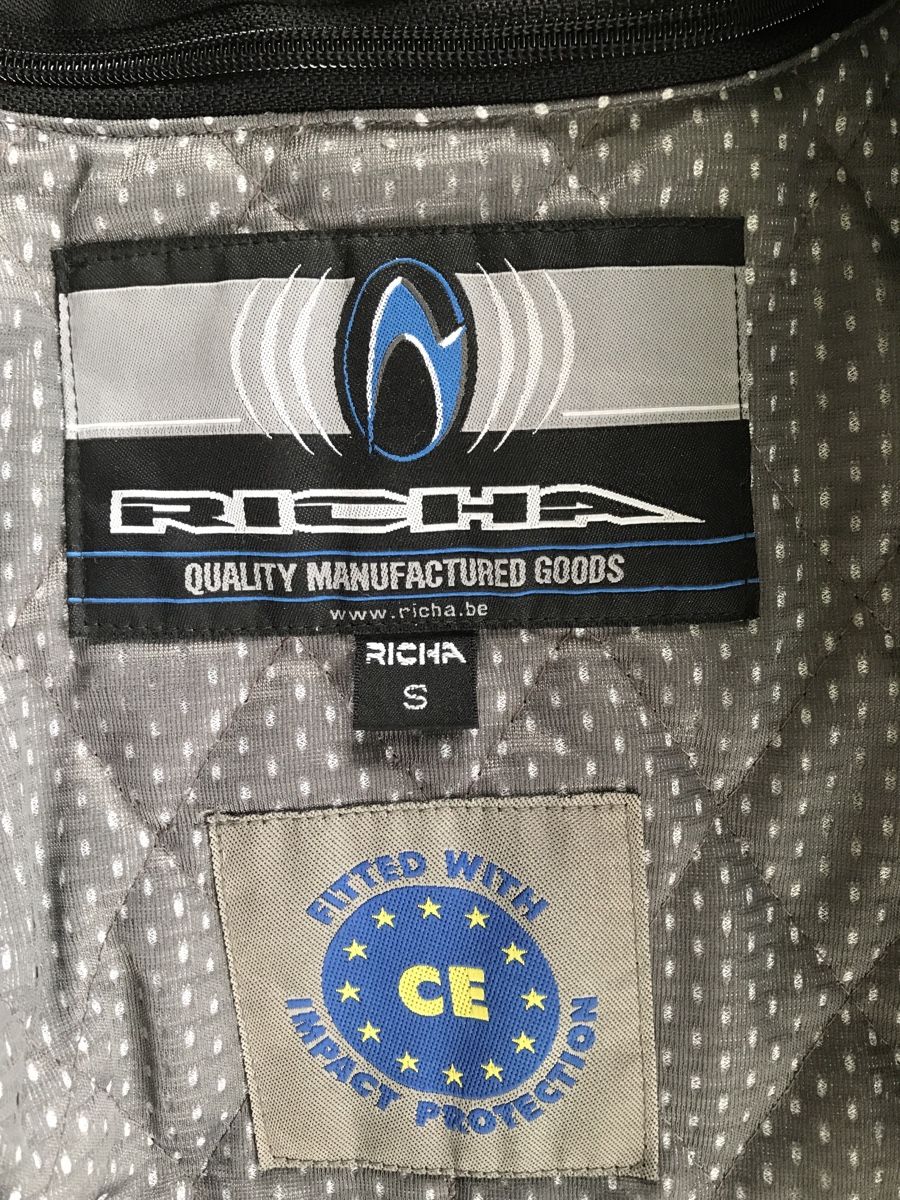 RICHA
QUALITY MANUFACTURED GOODS
www.richa.be
RICHA
S
FITTED WITH
CE
IMPACT PROTECTION